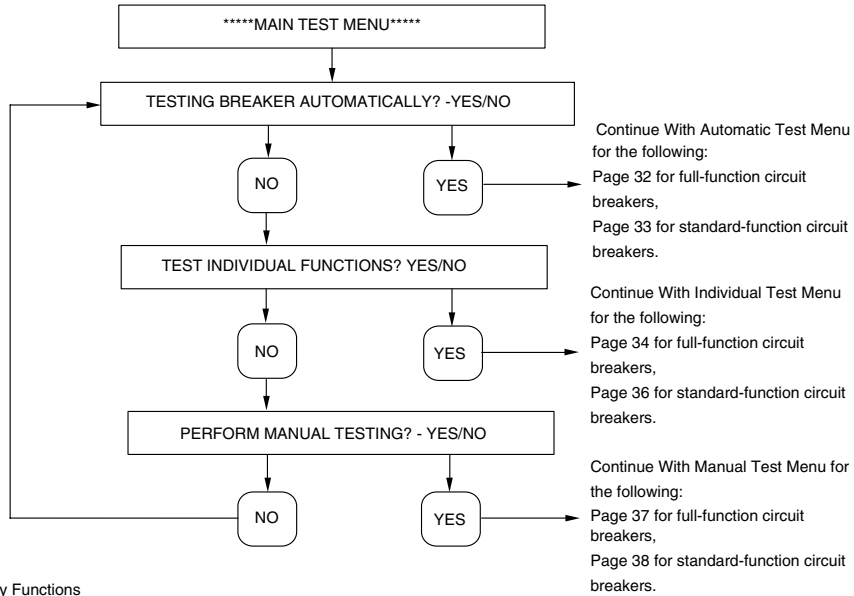 *****MAIN TEST MENU*****
TESTING BREAKER AUTOMATICALLY? -YES/NO
NO
YES
Continue With Automatic Test Menu
for the following:
Page 32 for full-function circuit
breakers,
Page 33 for standard-function circuit
breakers.
TEST INDIVIDUAL FUNCTIONS? YES/NO
NO
YES
Continue With Individual Test Menu
for the following:
Page 34 for full-function circuit
breakers,
Page 36 for standard-function circuit
breakers.
PERFORM MANUAL TESTING? - YES/NO
NO
YES
Continue With Manual Test Menu for
the following:
Page 37 for full-function circuit
breakers,
Page 38 for standard-function circuit
breakers.
y Functions